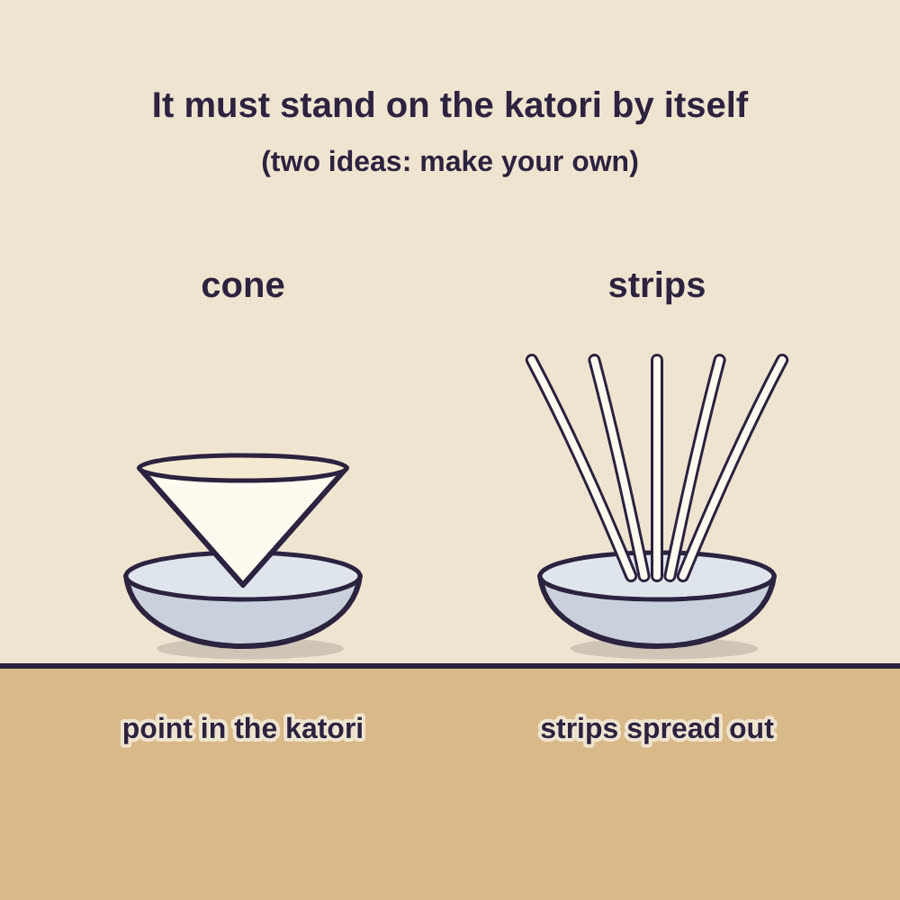 It must stand on the katori by itself
(two ideas: make your own)
cone
strips
point in the katori
strips spread out